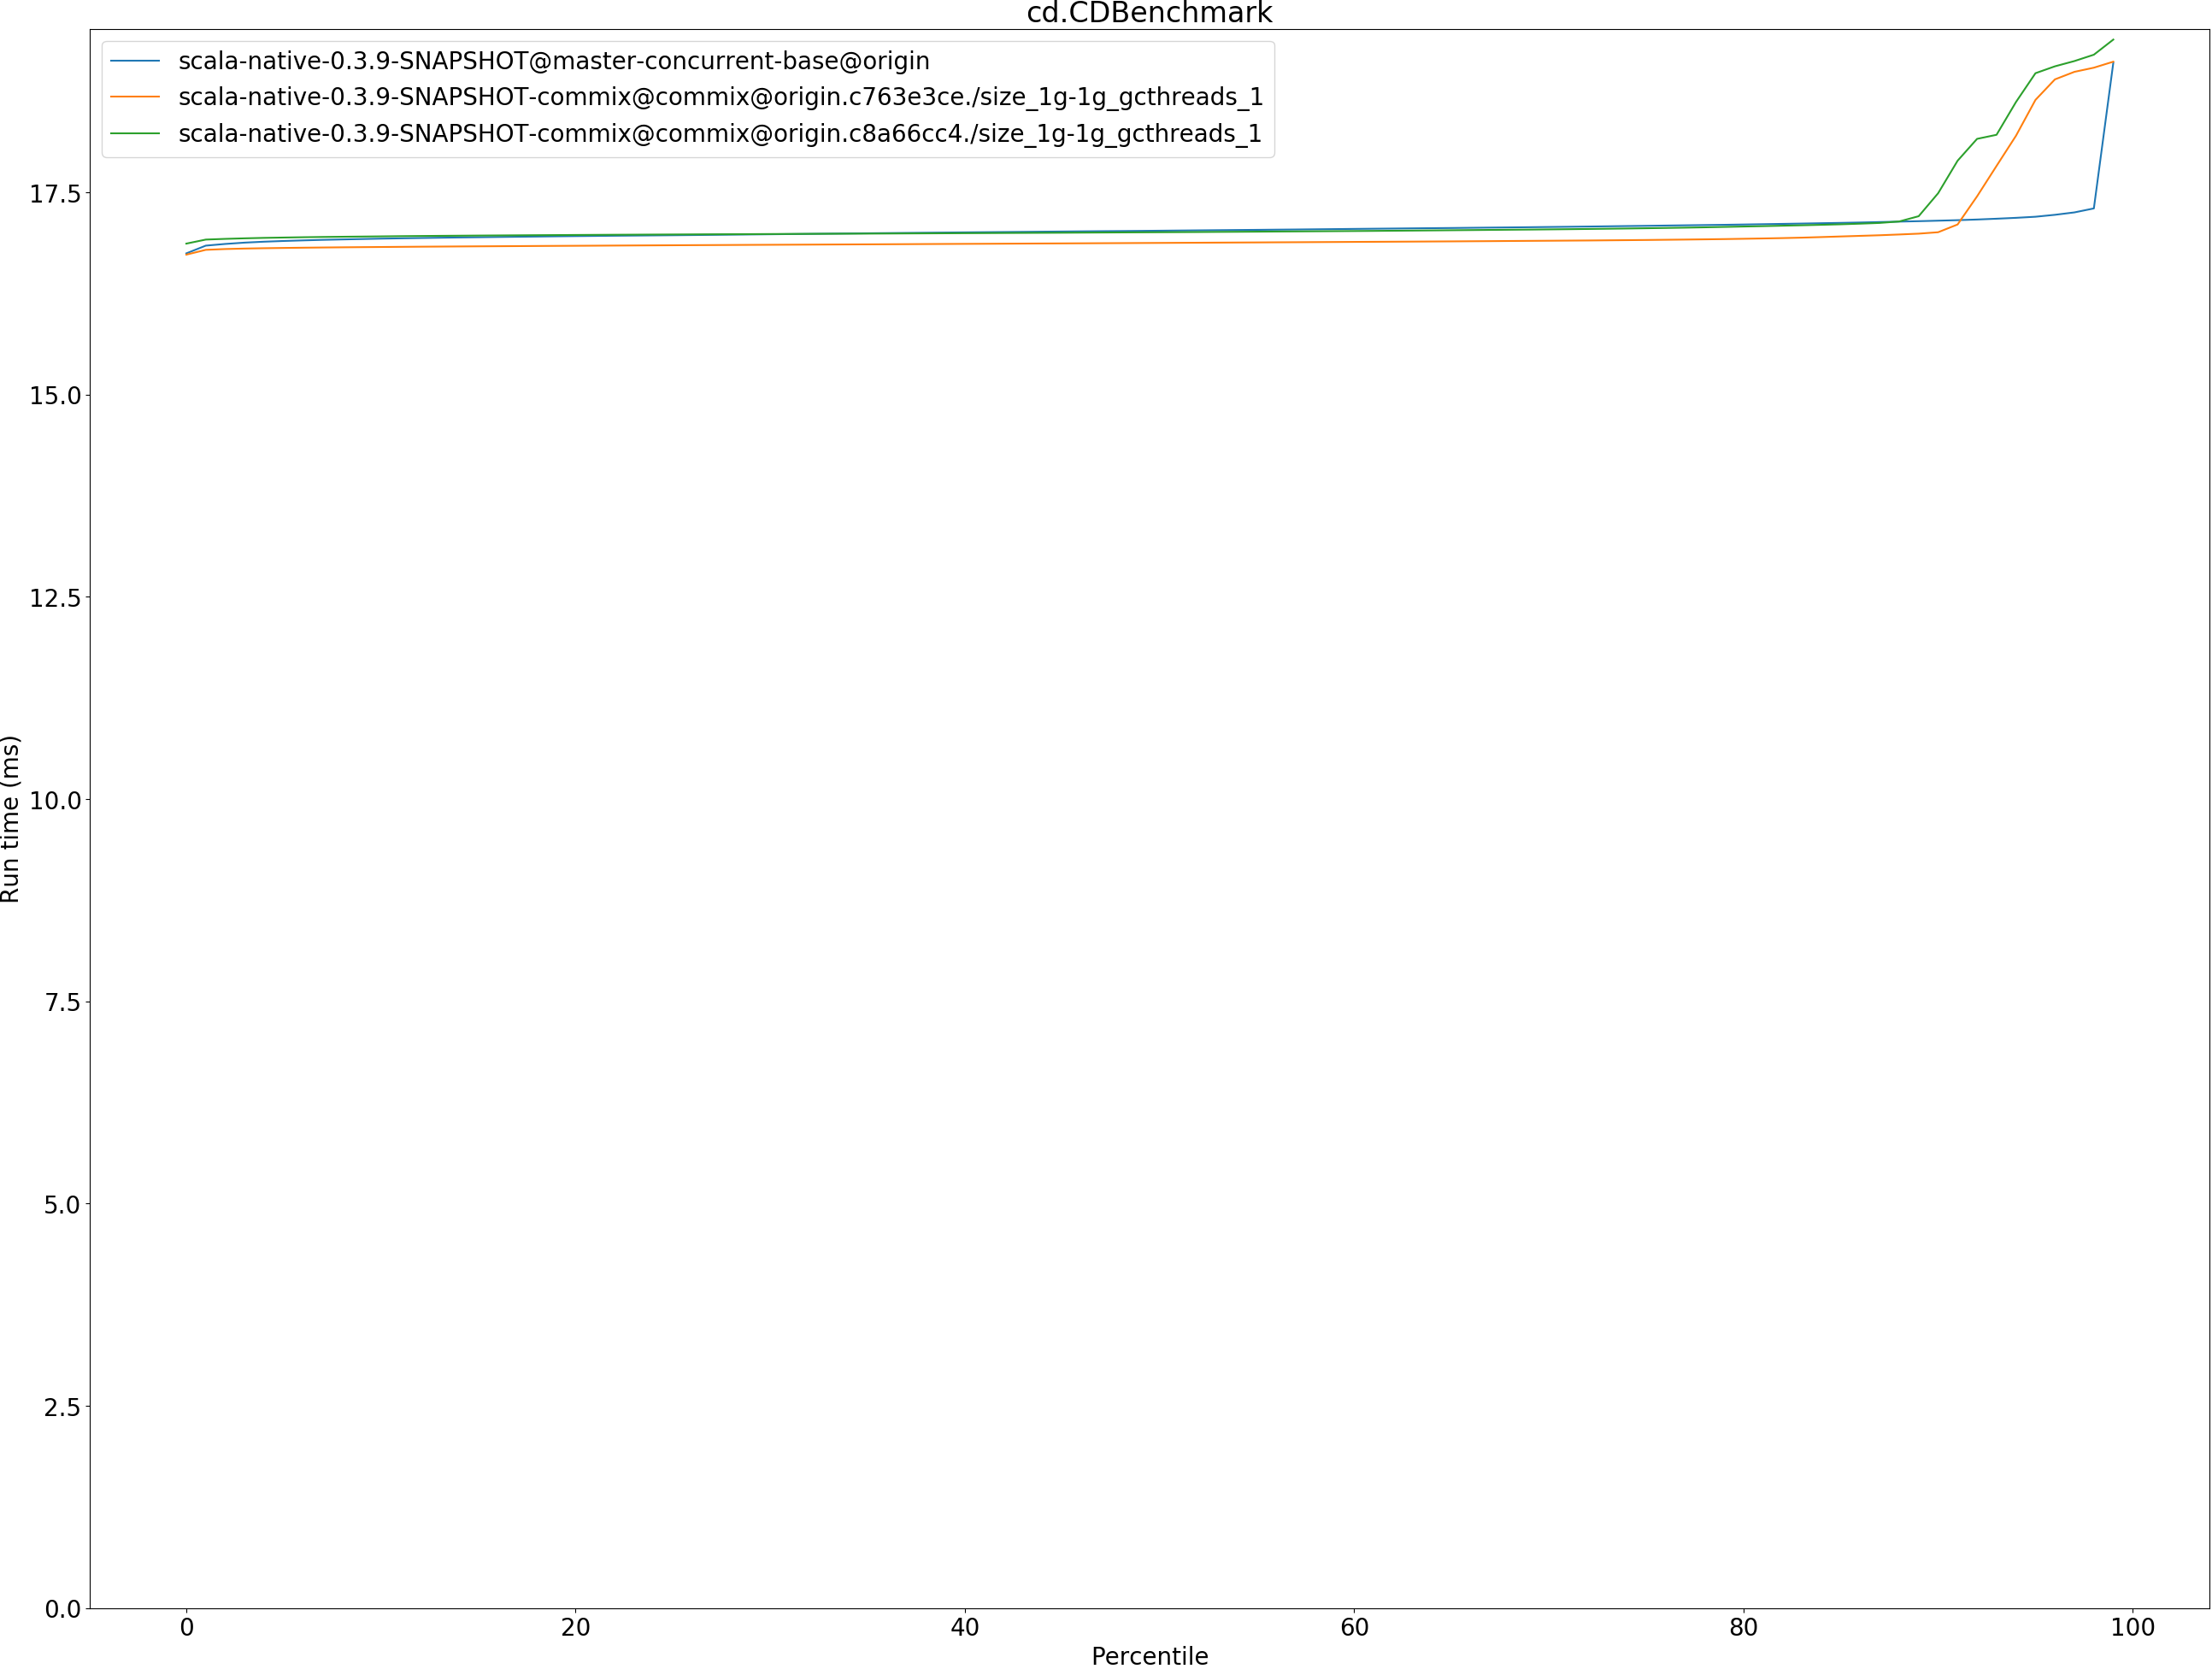 cd.CDBenchmark
scala-native-0.3.9-SNAPSHOT@master-concurrent-base@origin
scala-native-0.3.9-SNAPSHOT-commix@commix@origin.c763e3ce./size_1g-1g_gcthreads_1
scala-native-0.3.9-SNAPSHOT-commix@commix@origin.c8a66cc4./size_1g-1g_gcthreads_1
17.5
15.0
12.5
10.0
7.5
5.0
2.5
0.0
Run time (ms)
0 20 40 60 80 100
Percentile